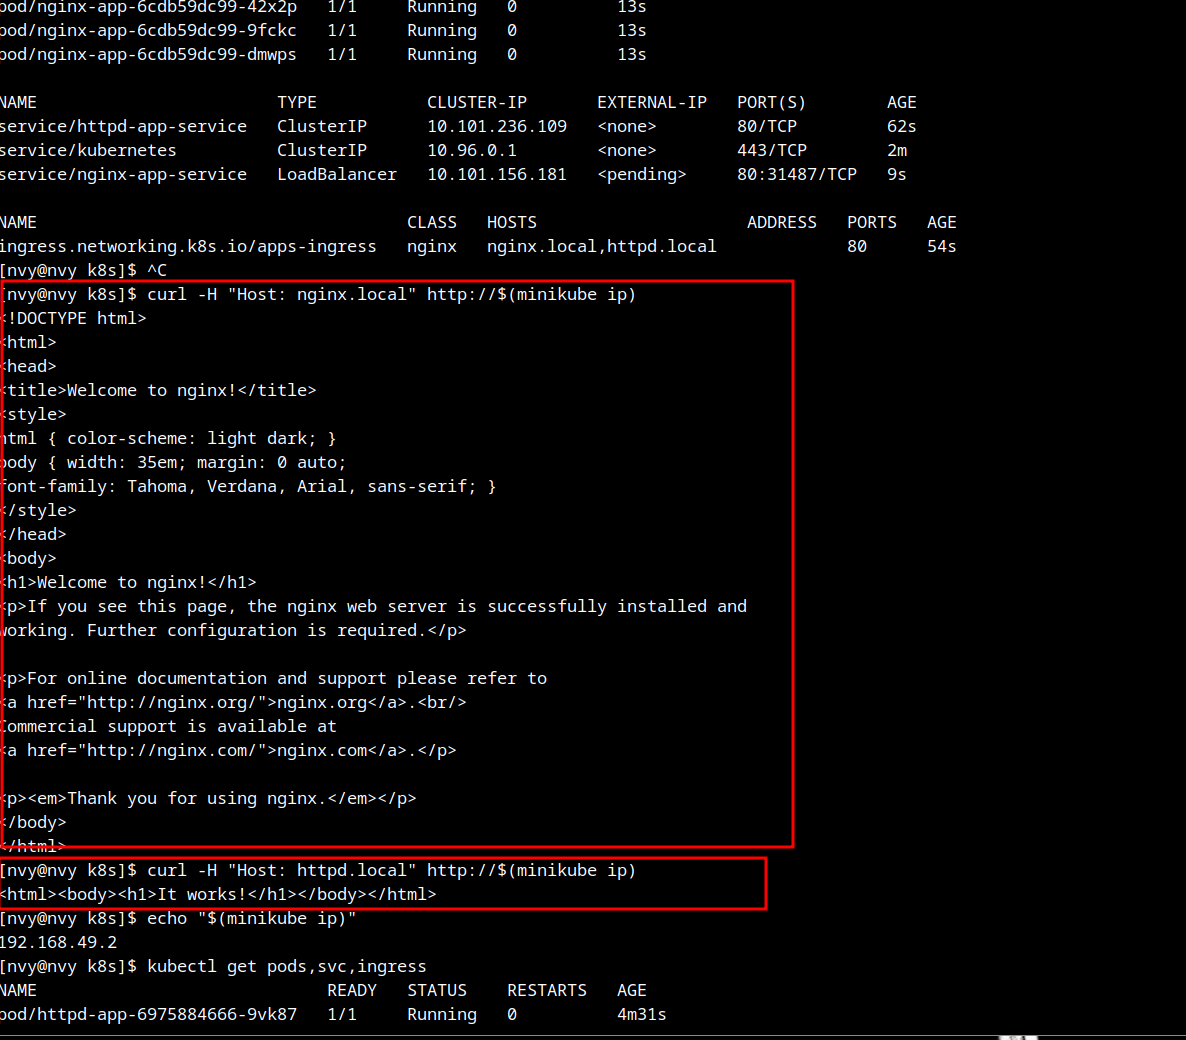 pod/nginx-app-6cdb59dc99-42x2p   1/1     Running   0          13s
pod/nginx-app-6cdb59dc99-9fckc   1/1     Running   0          13s
pod/nginx-app-6cdb59dc99-dmwps   1/1     Running   0          13s
NAME                        TYPE           CLUSTER-IP       EXTERNAL-IP   PORT(S)        AGE
service/httpd-app-service   ClusterIP      10.101.236.109   <none>        80/TCP         62s
service/kubernetes          ClusterIP      10.96.0.1        <none>        443/TCP        2m
service/nginx-app-service   LoadBalancer   10.101.156.181   <pending>     80:31487/TCP   9s
NAME                                     CLASS   HOSTS                     ADDRESS   PORTS   AGE
ingress.networking.k8s.io/apps-ingress   nginx   nginx.local,httpd.local             80      54s
[nvy@nvy k8s]$ ^C
[nvy@nvy k8s]$ curl -H "Host: nginx.local" http://$(minikube ip)
<!DOCTYPE html>
<html>
<head>
<title>Welcome to nginx!</title>
<style>
html { color-scheme: light dark; }
body { width: 35em; margin: 0 auto;
font-family: Tahoma, Verdana, Arial, sans-serif; }
</style>
</head>
<body>
<h1>Welcome to nginx!</h1>
<p>If you see this page, the nginx web server is successfully installed and
working. Further configuration is required.</p>
<p>For online documentation and support please refer to
<a href="http://nginx.org/">nginx.org</a>.<br/>
Commercial support is available at
<a href="http://nginx.com/">nginx.com</a>.</p>
<p><em>Thank you for using nginx.</em></p>
</body>
</html>
[nvy@nvy k8s]$ curl -H "Host: httpd.local" http://$(minikube ip)
<html><body><h1>It works!</h1></body></html>
[nvy@nvy k8s]$ echo "$(minikube ip)"
192.168.49.2
[nvy@nvy k8s]$ kubectl get pods,svc,ingress
NAME                             READY   STATUS    RESTARTS   AGE
pod/httpd-app-6975884666-9vk87   1/1     Running   0          4m31s